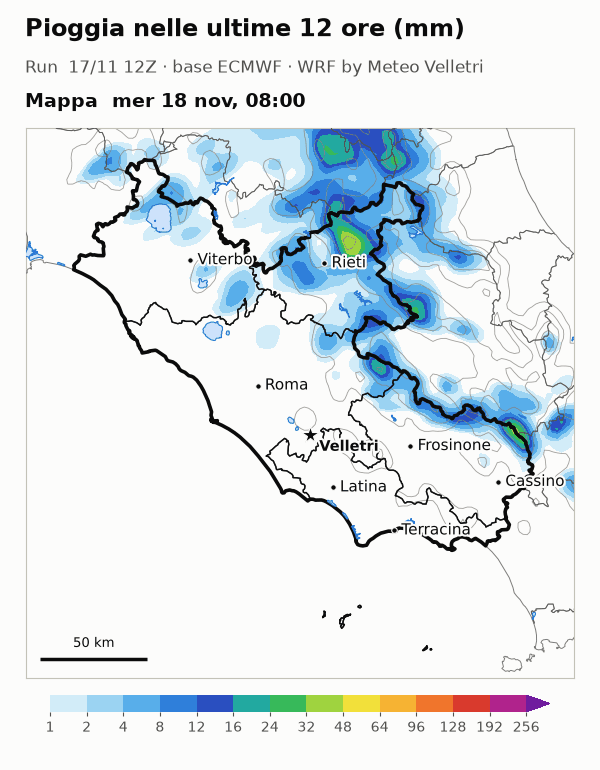 Pioggia nelle ultime 12 ore (mm)
Run  17/11 12Z · base ECMWF · WRF by Meteo Velletri
Mappa  mer 18 nov, 08:00
Viterbo
Rieti
Roma
Velletri
Frosinone
Latina
Cassino
Terracina
50 km
1 2 4 8 12 16 24 32 48 64 96 128 192 256